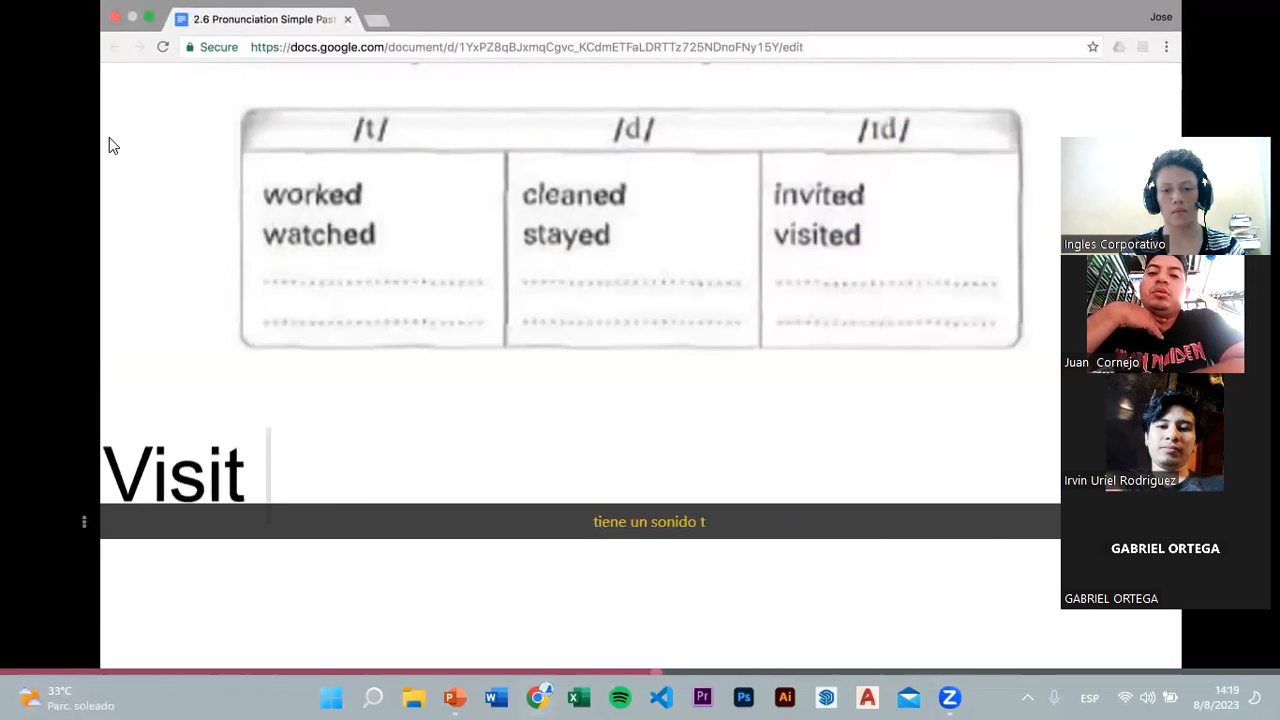 2.6 Pronunciation Simple Pas
Jose
Secure
https://docs.google.com/document/d/1YxPZ8qBJxmqCgvc_KCdmETFaLDRTTz725NDnoFNy15Y/edit
/t/ /d/ /ɪd/
worked cleaned invited
watched stayed visited
Visit
tiene un sonido t
Ingles Corporativo
Juan Cornejo
MAIDEN
Irvin Uriel Rodriguez
GABRIEL ORTEGA
GABRIEL ORTEGA
33°C
Parc. soleado
ESP
14:19
8/8/2023